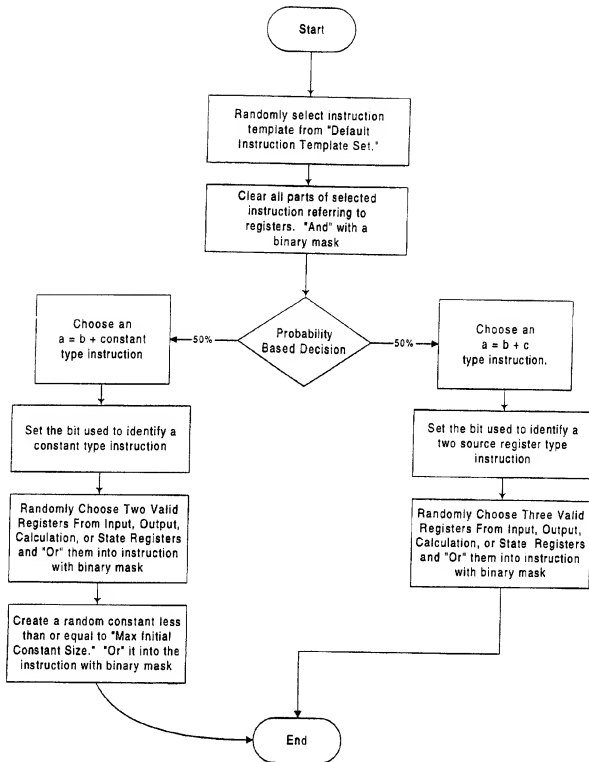 Start
Randomly select instruction
template from "Default
Instruction Template Set."
Clear all parts of selected
instruction referring to
registers. "And" with a
binary mask
Choose an
a = b + constant
type instruction
50%
Probability
Based Decision
50%
Choose an
a = b + c
type instruction.
Set the bit used to identify a
constant type instruction
Set the bit used to identify a
two source register type
instruction
Randomly Choose Two Valid
Registers From Input, Output,
Calculation, or State Registers
and "Or" them into instruction
with binary mask
Randomly Choose Three Valid
Registers From Input, Output,
Calculation, or State Registers
and "Or" them into instruction
with binary mask
Create a random constant less
than or equal to "Max Initial
Constant Size." "Or" it into the
instruction with binary mask
End